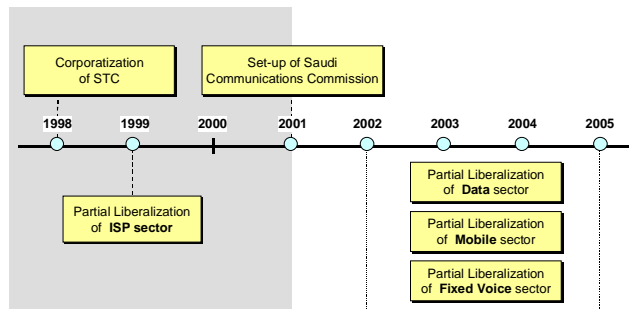 Corporatization
of STC
Set-up of Saudi
Communications Commission
1998 1999 2000 2001 2002 2003 2004 2005
Partial Liberalization
of ISP sector
Partial Liberalization
of Data sector
Partial Liberalization
of Mobile sector
Partial Liberalization
of Fixed Voice sector